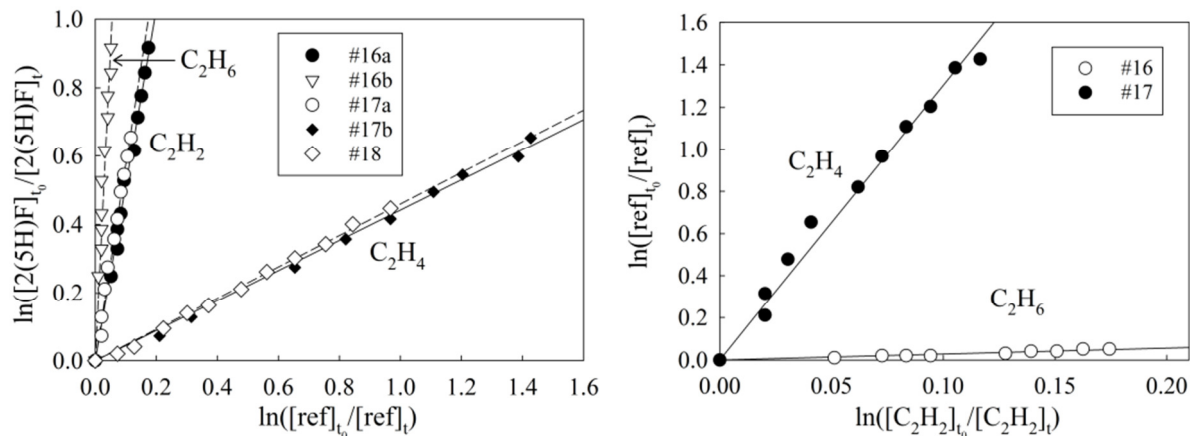 ln([2(5H)F]t0/[2(5H)F]t)
1.0
0.8
0.6
0.4
0.2
0.0
C2H6
C2H2
C2H4
#16a
#16b
#17a
#17b
#18
0.0 0.2 0.4 0.6 0.8 1.0 1.2 1.4 1.6
ln([ref]t0/[ref]t)
ln([ref]t0/[ref]t)
1.6
1.4
1.2
1.0
0.8
0.6
0.4
0.2
0.0
C2H4
C2H6
#16
#17
0.00 0.05 0.10 0.15 0.20
ln([C2H2]t0/[C2H2]t)